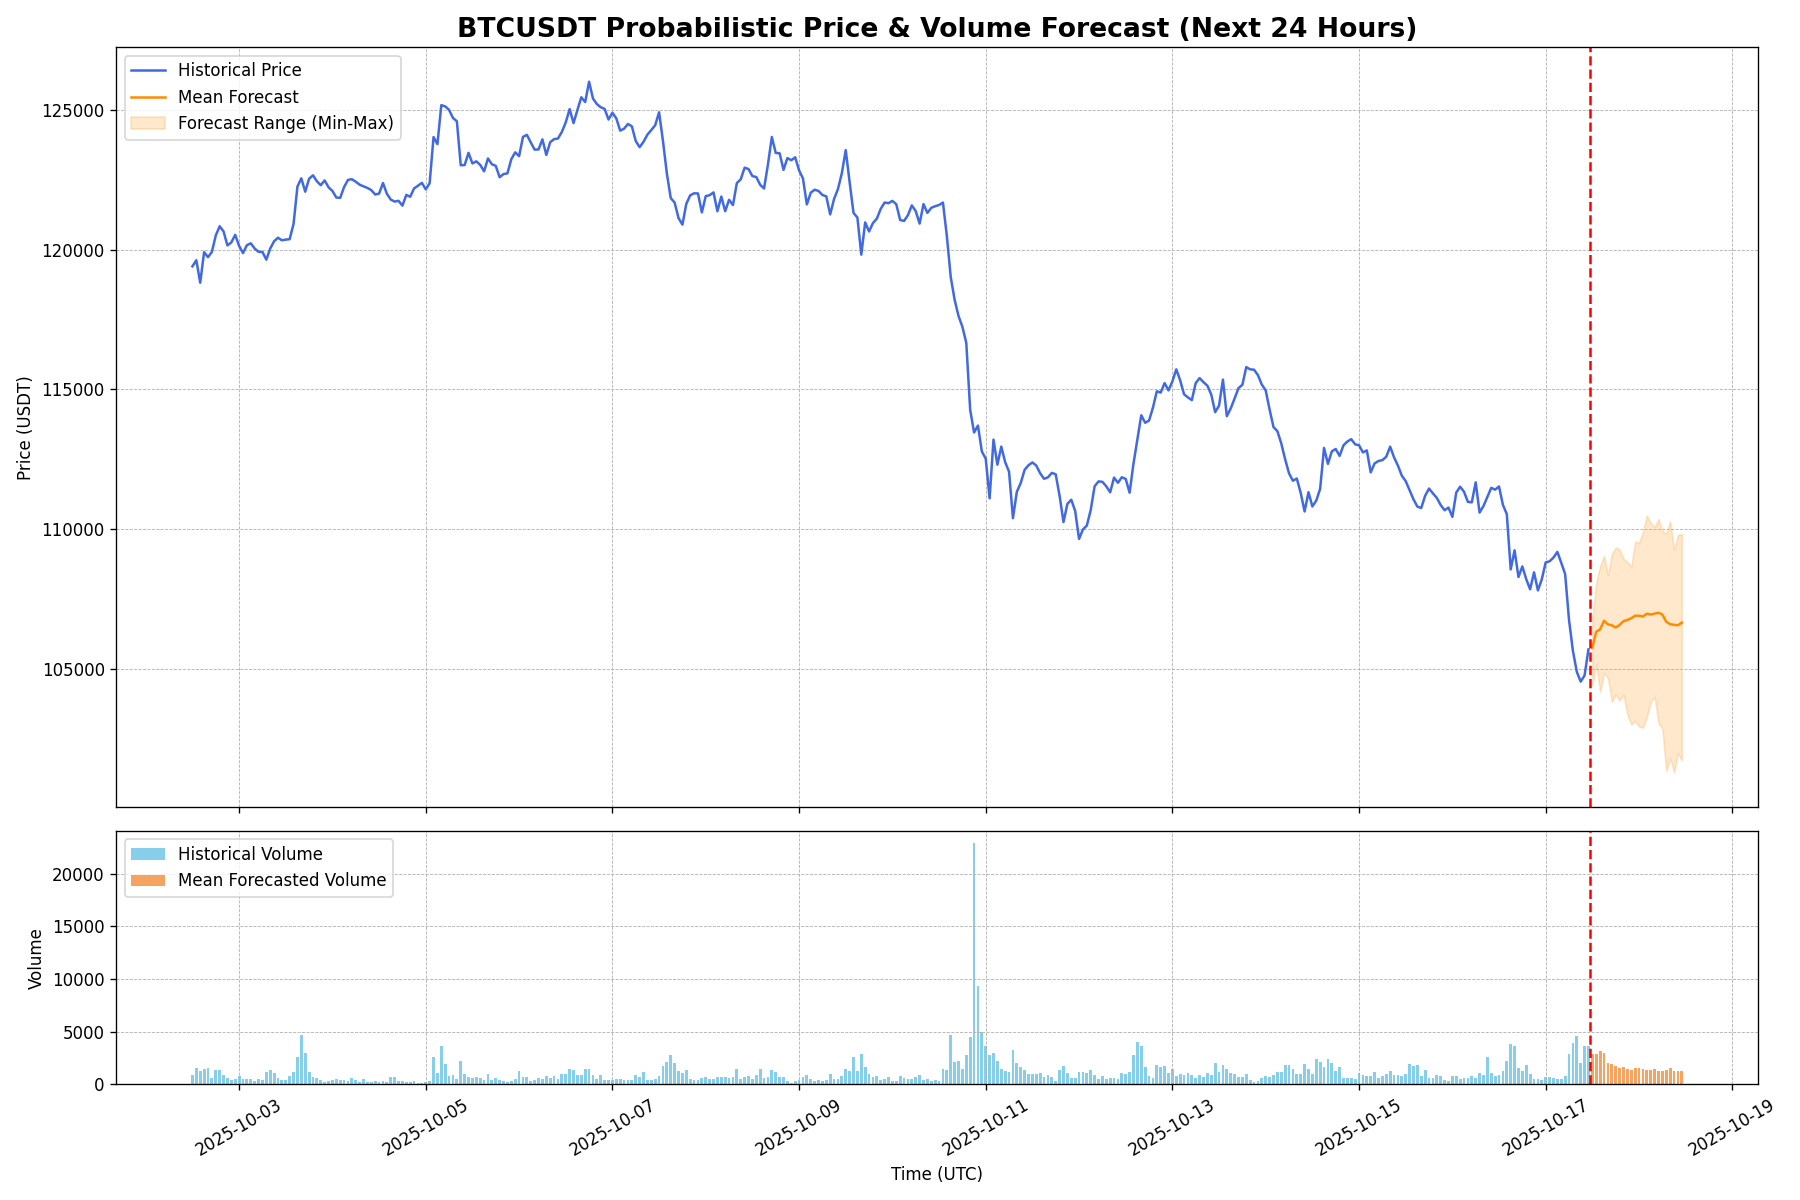 BTCUSDT Probabilistic Price & Volume Forecast (Next 24 Hours)
Historical Price
Mean Forecast
Forecast Range (Min-Max)
125000
120000
115000
110000
105000
Price (USDT)
Historical Volume
Mean Forecasted Volume
20000
15000
10000
5000
0
Volume
2025-10-03
2025-10-05
2025-10-07
2025-10-09
2025-10-11
2025-10-13
2025-10-15
2025-10-17
2025-10-19
Time (UTC)